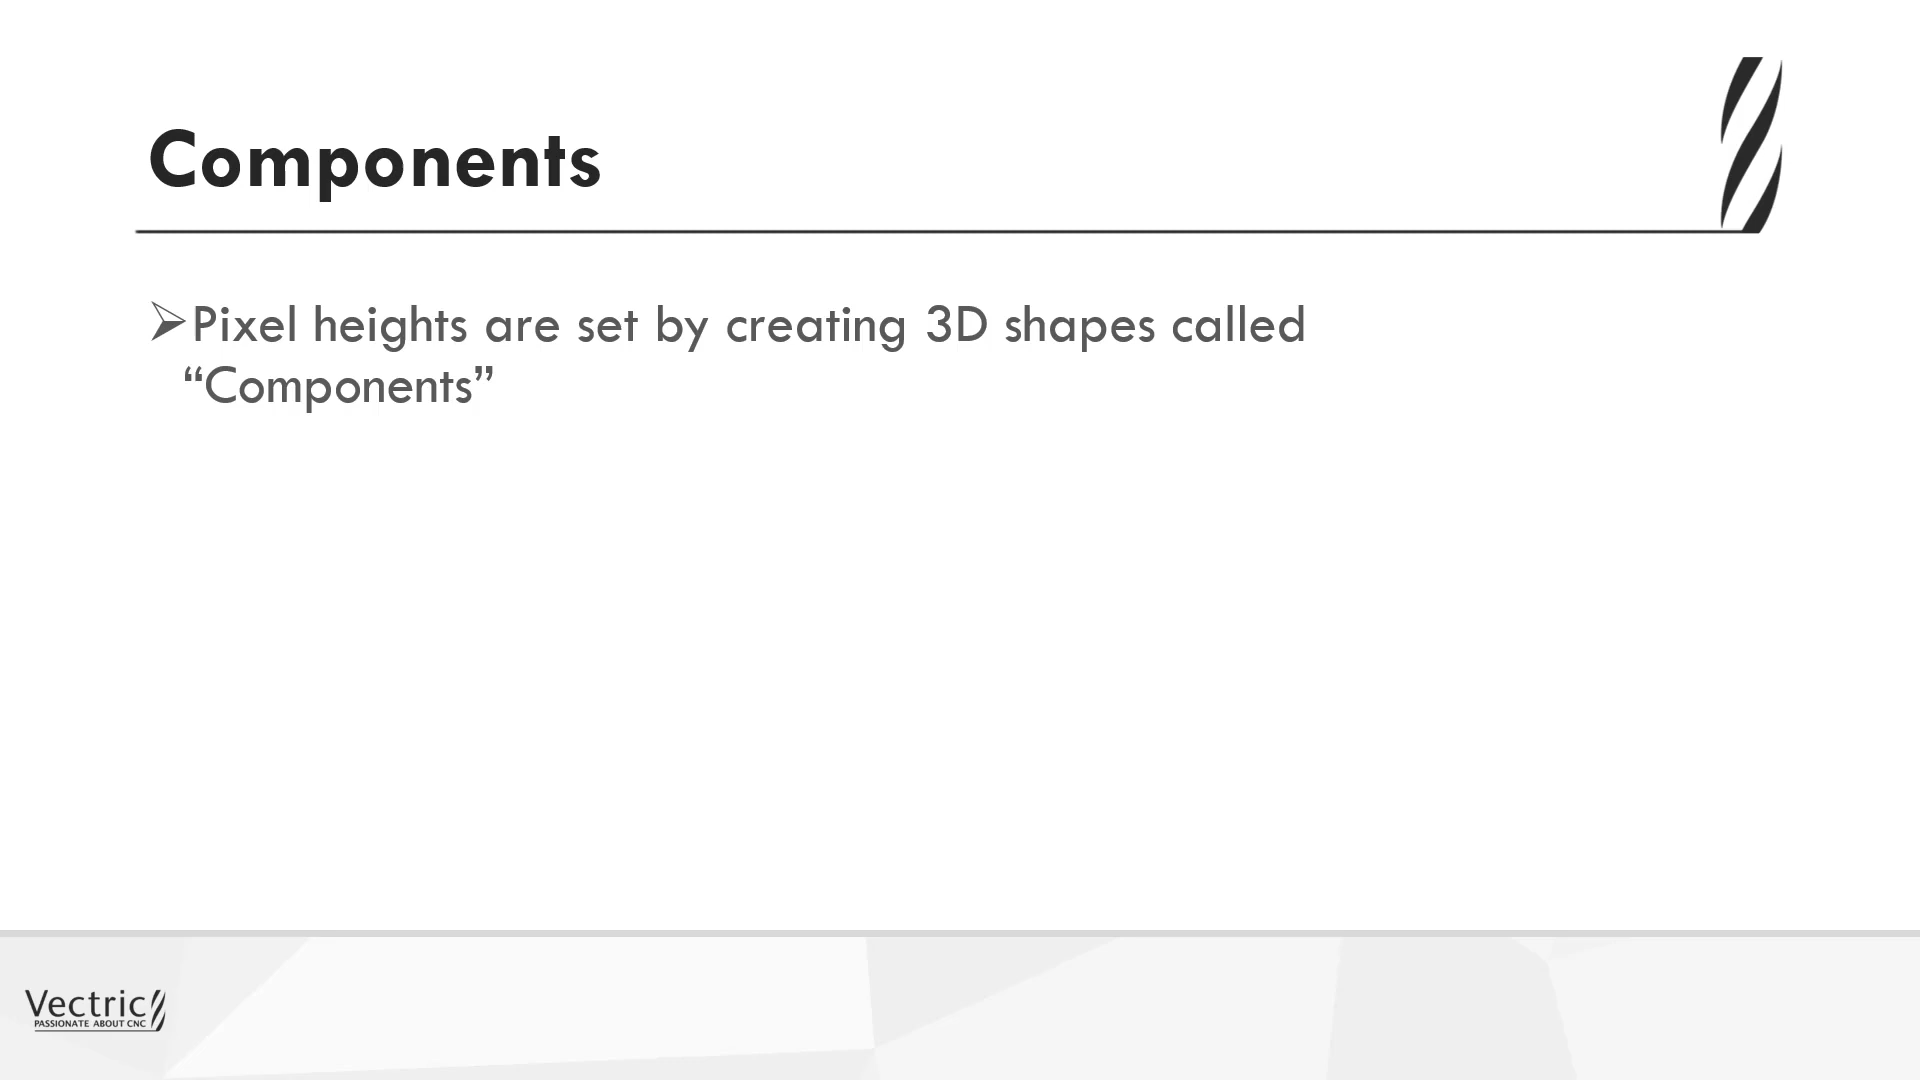 Components
➢Pixel heights are set by creating 3D shapes called
“Components”
Vectric
PASSIONATE ABOUT CNC